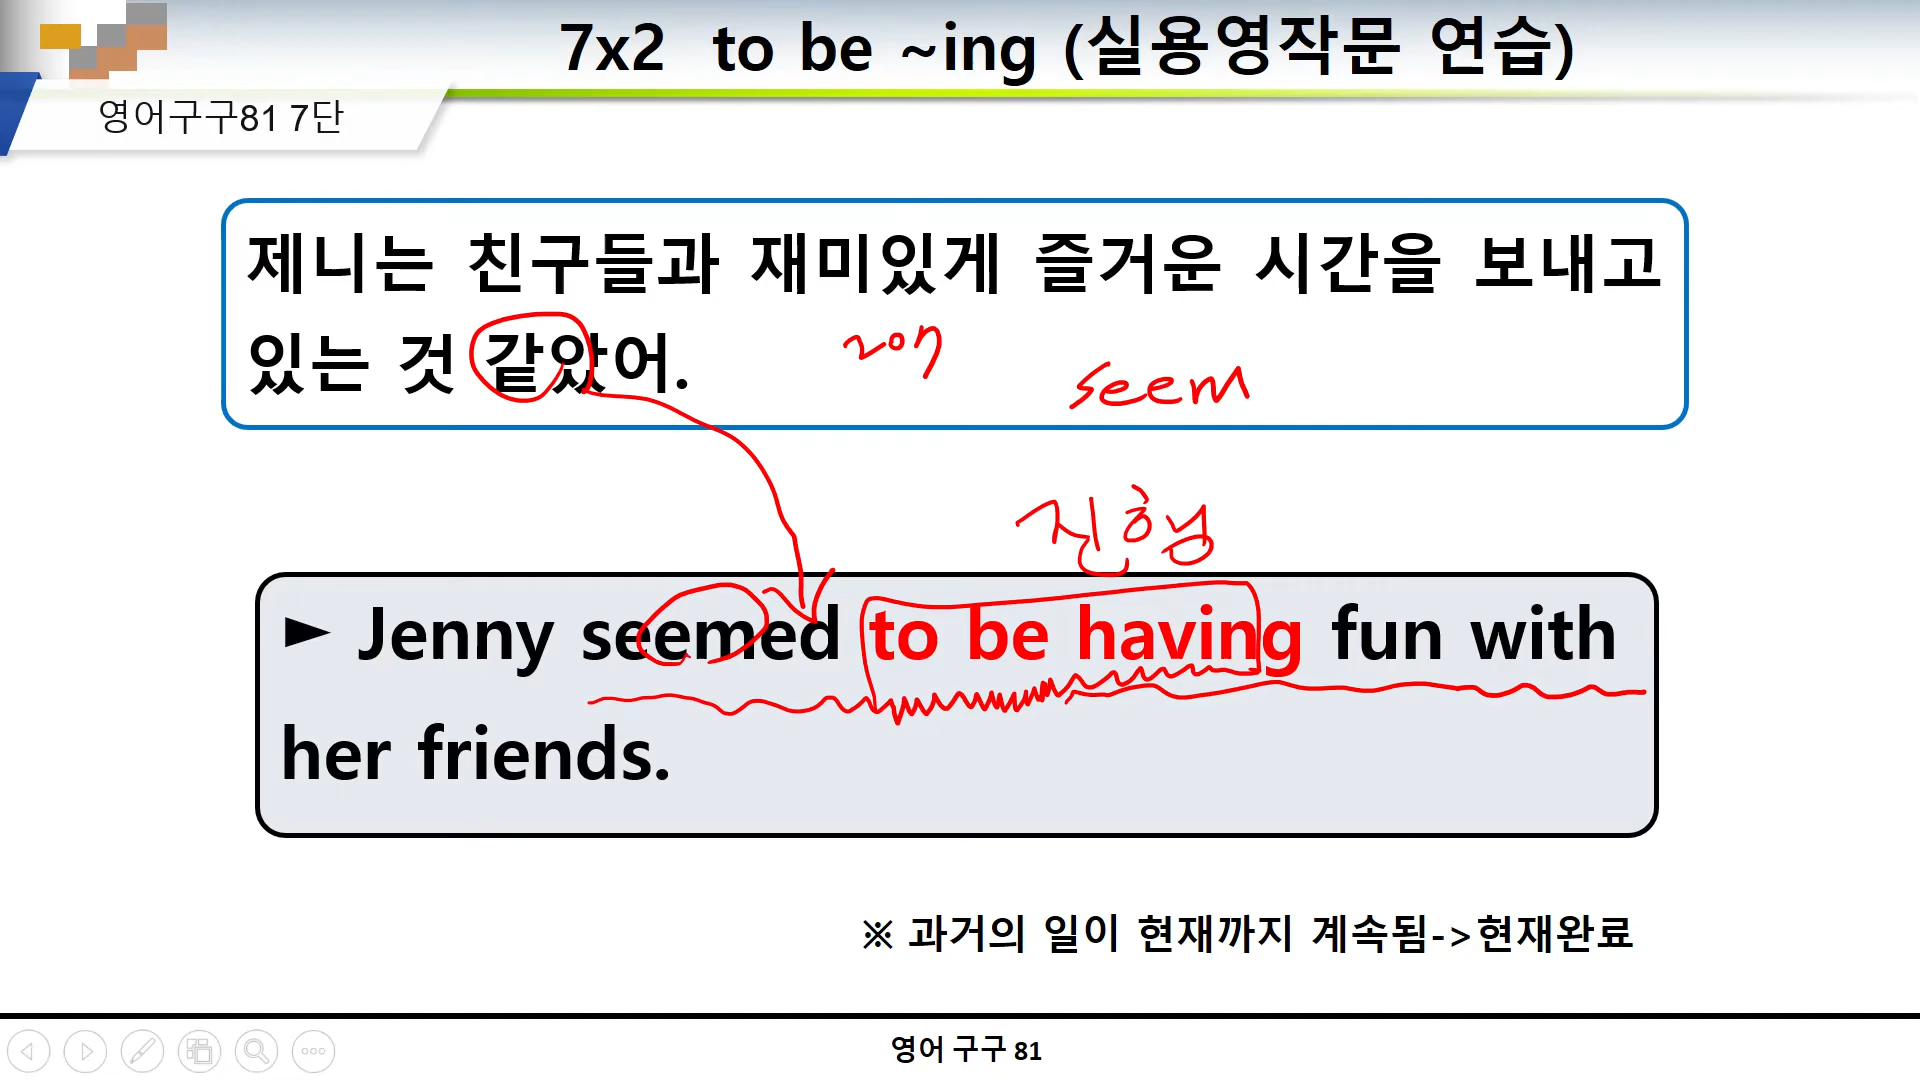 7x2 to be ~ing (실용영작문 연습)
영어구구81 7단
제니는 친구들과 재미있게 즐거운 시간을 보내고
있는 것 같았어.
seem
► Jenny seemed to be having fun with
her friends.
※ 과거의 일이 현재까지 계속됨->현재완료
영어 구구 81